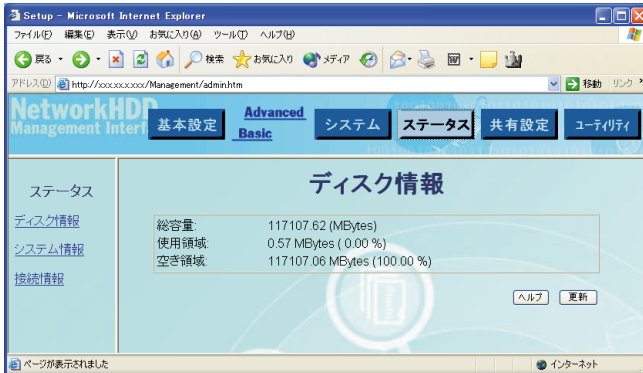 Setup - Microsoft Internet Explorer
ファイル(F) 編集(E) 表示(V) お気に入り(A) ツール(T) ヘルプ(H)
戻る 検索 お気に入り メディア
アドレス(D) http://xxx.xxx.xxx/Management/admin.htm 移動 リンク »
NetworkHDD
Management Interf
基本設定 Advanced システム ステータス 共有設定 ユーティリティ
Basic
ステータス
ディスク情報
システム情報
接続情報
ディスク情報
総容量: 117107.62 (MBytes)
使用領域: 0.57 MBytes ( 0.00 %)
空き領域: 117107.06 MBytes (100.00 %)
ヘルプ 更新
ページが表示されました インターネット